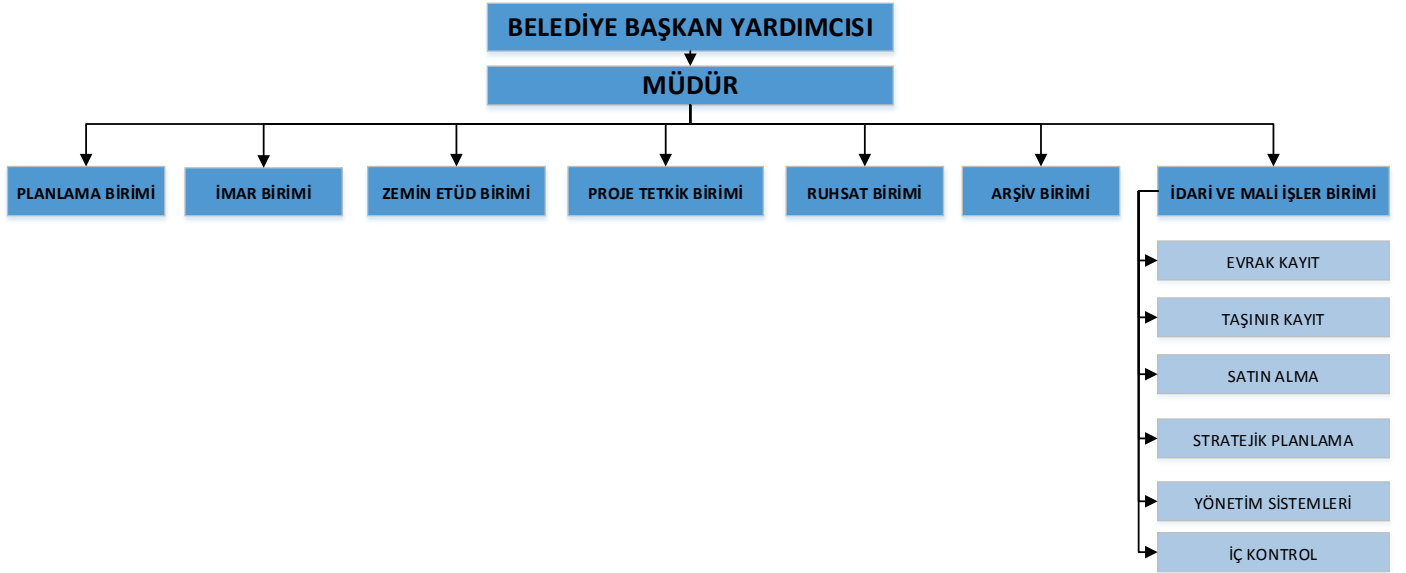 BELEDİYE BAŞKAN YARDIMCISI
MÜDÜR
PLANLAMA BİRİMİ
İMAR BİRİMİ
ZEMİN ETÜD BİRİMİ
PROJE TETKİK BİRİMİ
RUHSAT BİRİMİ
ARŞİV BİRİMİ
İDARİ VE MALİ İŞLER BİRİMİ
EVRAK KAYIT
TAŞINIR KAYIT
SATIN ALMA
STRATEJİK PLANLAMA
YÖNETİM SİSTEMLERİ
İÇ KONTROL